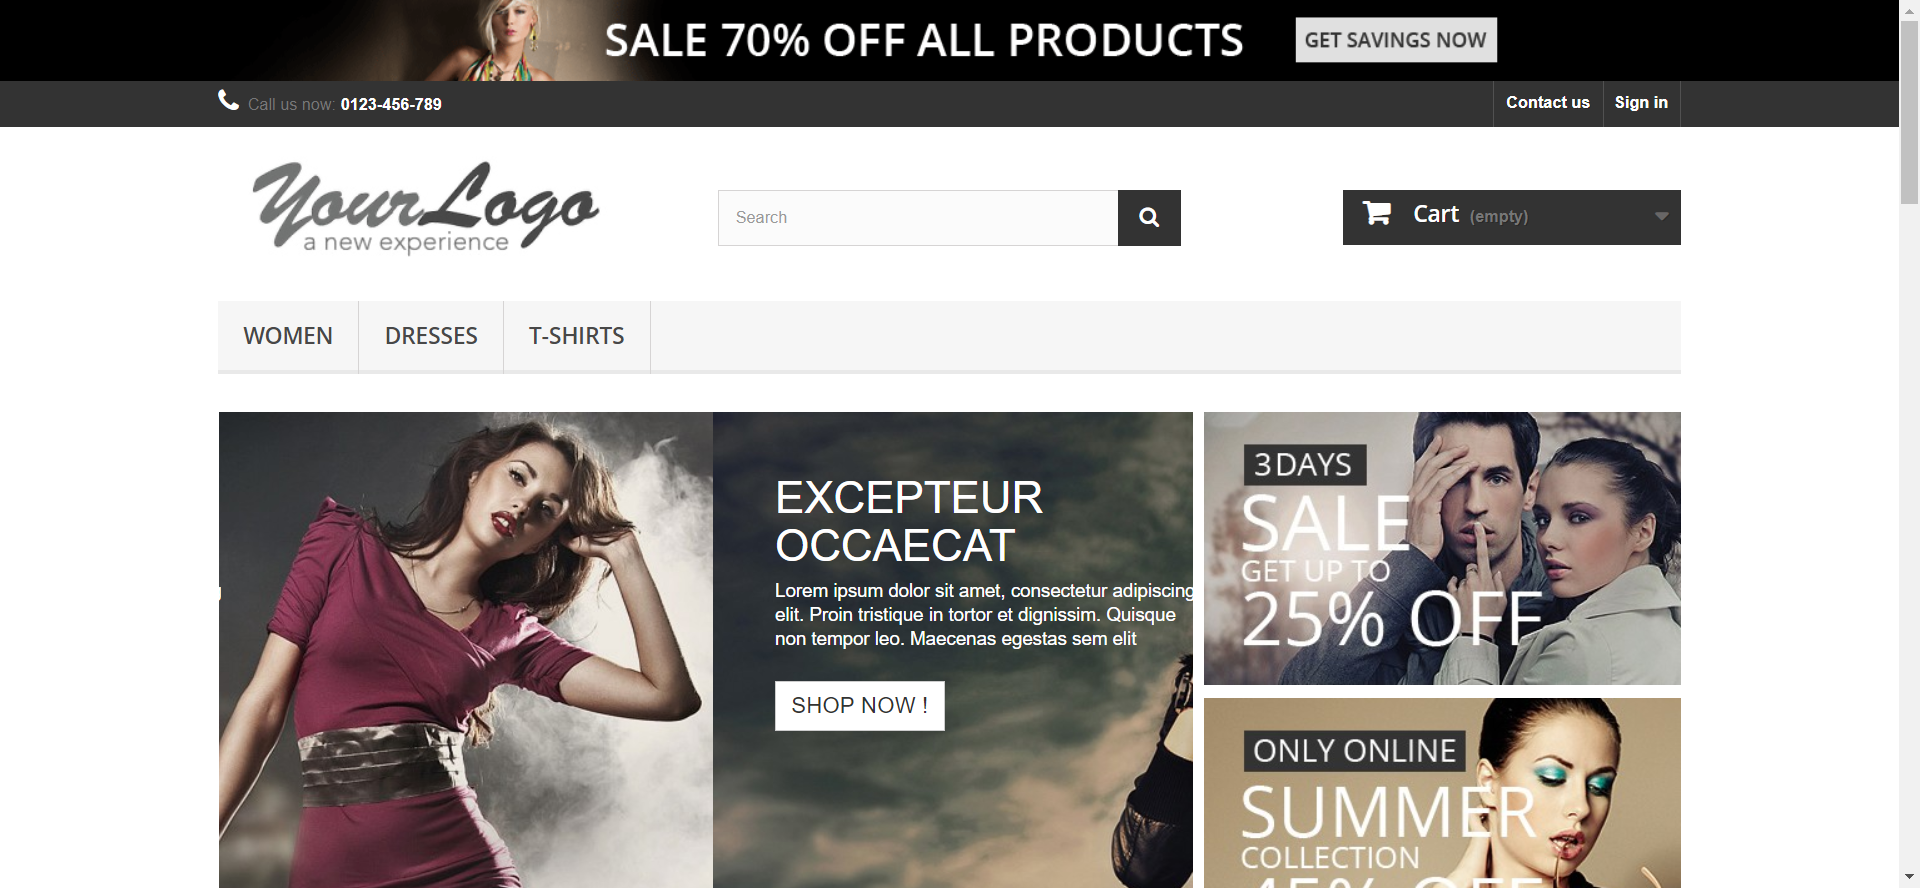 SALE 70% OFF ALL PRODUCTS
GET SAVINGS NOW
Call us now: 0123-456-789
Contact us
Sign in
YourLogo
a new experience
Search
Cart (empty)
WOMEN
DRESSES
T-SHIRTS
EXCEPTEUR
OCCAECAT
Lorem ipsum dolor sit amet, consectetur adipiscing
elit. Proin tristique in tortor et dignissim. Quisque
non tempor leo. Maecenas egestas sem elit
SHOP NOW !
3 DAYS
SALE
GET UP TO
25% OFF
ONLY ONLINE
SUMMER
COLLECTION
45% OFF